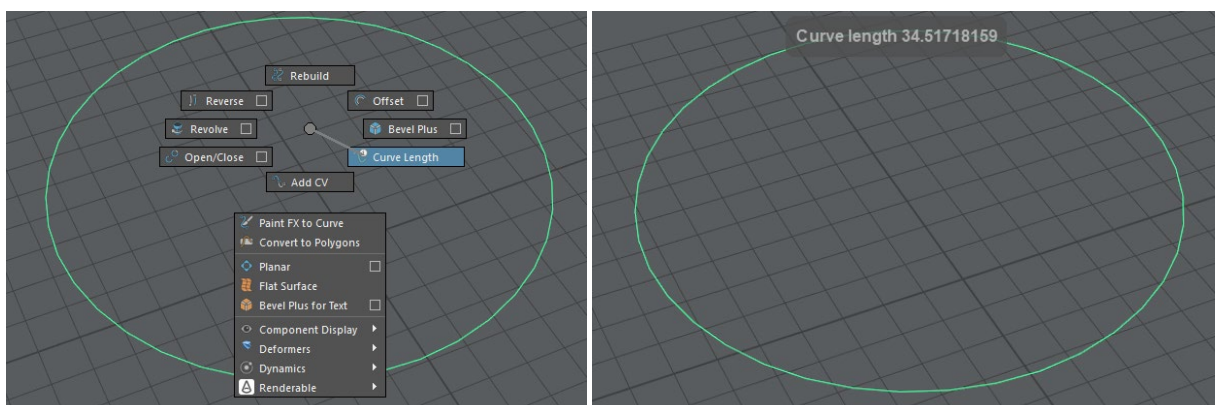 Rebuild
Reverse
Offset
Revolve
Bevel Plus
Open/Close
Curve Length
Add CV
Paint FX to Curve
Convert to Polygons
Planar
Flat Surface
Bevel Plus for Text
Component Display
Deformers
Dynamics
Renderable
Curve length 34.51718159